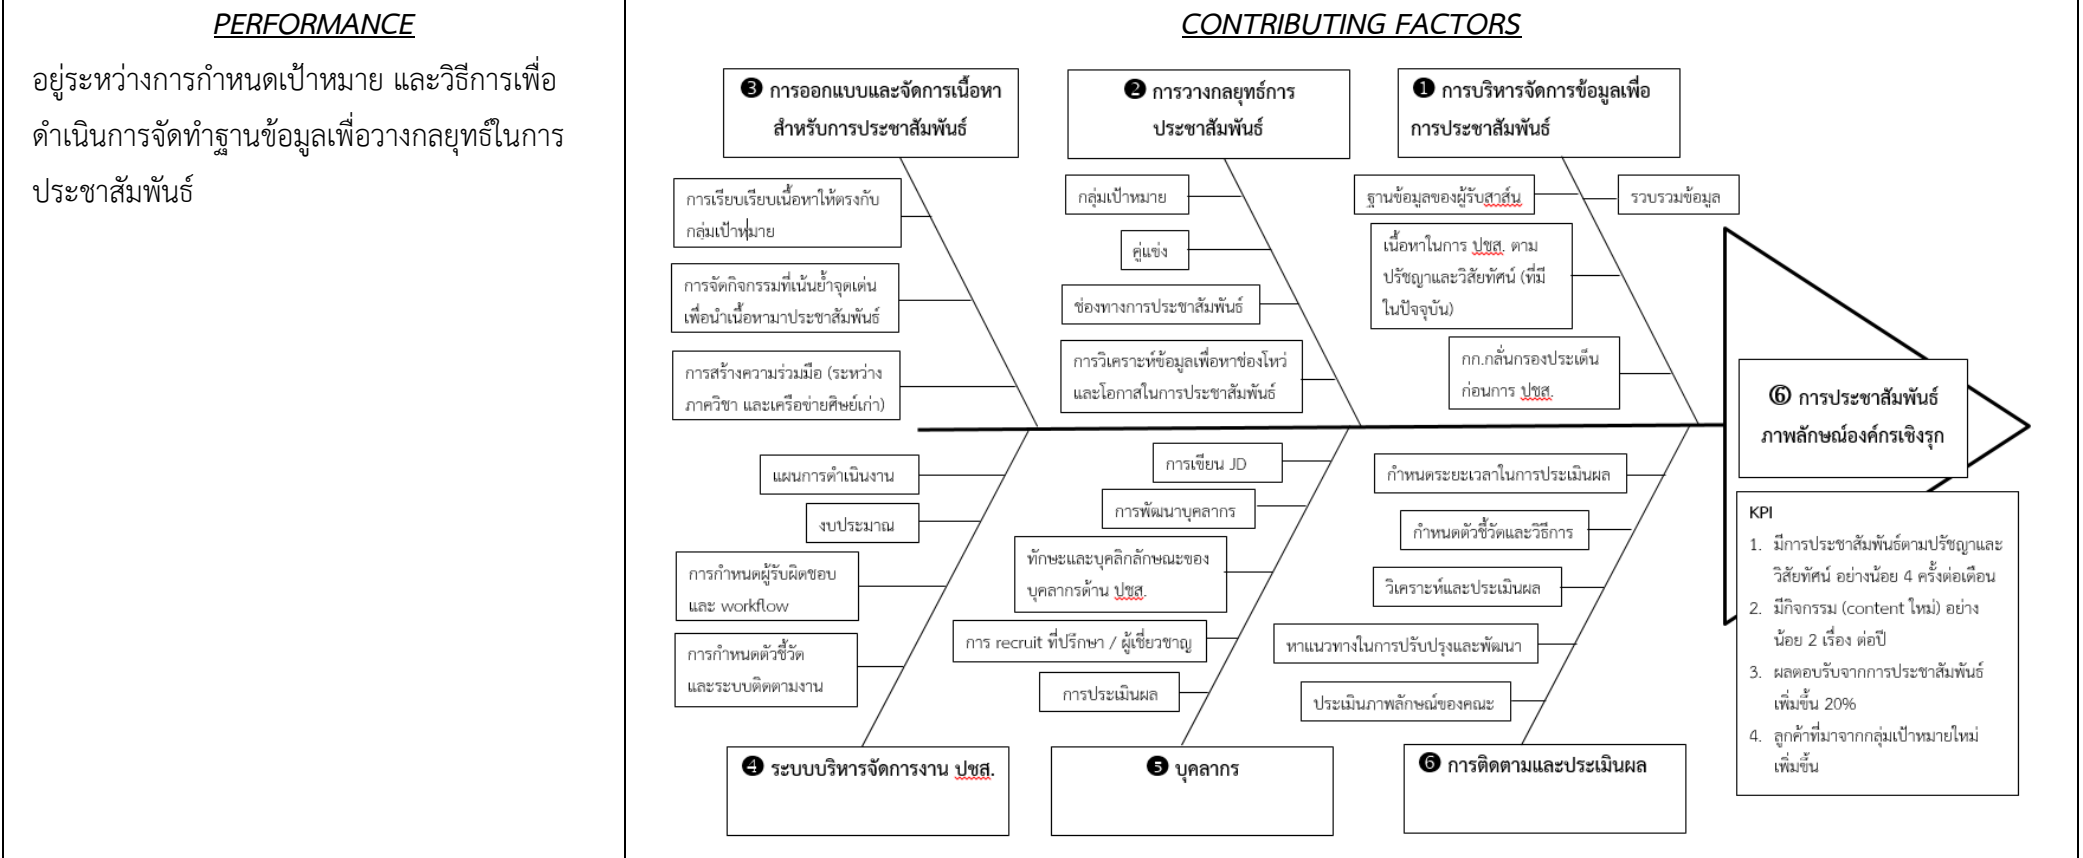 PERFORMANCE
อยู่ระหว่างการกำหนดเป้าหมาย และวิธีการเพื่อ
ดำเนินการจัดทำฐานข้อมูลเพื่อวางกลยุทธ์ในการ
ประชาสัมพันธ์
CONTRIBUTING FACTORS
❸ การออกแบบและจัดการเนื้อหา
สำหรับการประชาสัมพันธ์
การเรียบเรียบเนื้อหาให้ตรงกับ
กลุ่มเป้าหมาย
การจัดกิจกรรมที่เน้นย้ำจุดเด่น
เพื่อนำเนื้อหามาประชาสัมพันธ์
การสร้างความร่วมมือ (ระหว่าง
ภาควิชา และเครือข่ายศิษย์เก่า)
❷ การวางกลยุทธ์การ
ประชาสัมพันธ์
กลุ่มเป้าหมาย
คู่แข่ง
ช่องทางการประชาสัมพันธ์
การวิเคราะห์ข้อมูลเพื่อหาช่องโหว่
และโอกาสในการประชาสัมพันธ์
❶ การบริหารจัดการข้อมูลเพื่อ
การประชาสัมพันธ์
ฐานข้อมูลของผู้รับสาส์น
รวบรวมข้อมูล
เนื้อหาในการ ปชส. ตาม
ปรัชญาและวิสัยทัศน์ (ที่มี
ในปัจจุบัน)
กก.กลั่นกรองประเด็น
ก่อนการ ปชส.
⑥ การประชาสัมพันธ์
ภาพลักษณ์องค์กรเชิงรุก
แผนการดำเนินงาน
งบประมาณ
การกำหนดผู้รับผิดชอบ
และ workflow
การกำหนดตัวชี้วัด
และระบบติดตามงาน
❹ ระบบบริหารจัดการงาน ปชส.
การเขียน JD
การพัฒนาบุคลากร
ทักษะและบุคลิกลักษณะของ
บุคลากรด้าน ปชส.
การ recruit ที่ปรึกษา / ผู้เชี่ยวชาญ
การประเมินผล
❺ บุคลากร
กำหนดระยะเวลาในการประเมินผล
กำหนดตัวชี้วัดและวิธีการ
วิเคราะห์และประเมินผล
หาแนวทางในการปรับปรุงและพัฒนา
ประเมินภาพลักษณ์ของคณะ
❻ การติดตามและประเมินผล
KPI
1. มีการประชาสัมพันธ์ตามปรัชญาและ
วิสัยทัศน์ อย่างน้อย 4 ครั้งต่อเดือน
2. มีกิจกรรม (content ใหม่) อย่าง
น้อย 2 เรื่อง ต่อปี
3. ผลตอบรับจากการประชาสัมพันธ์
เพิ่มขึ้น 20%
4. ลูกค้าที่มาจากกลุ่มเป้าหมายใหม่
เพิ่มขึ้น